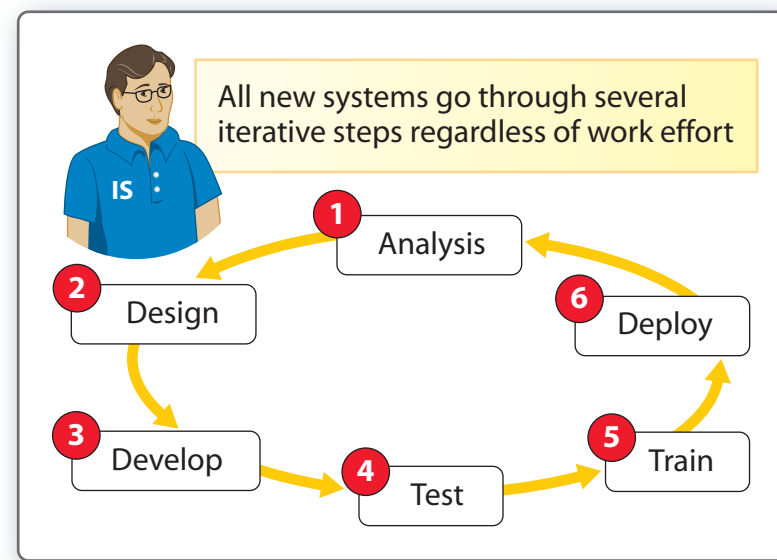 All new systems go through several
iterative steps regardless of work effort
IS
1
Analysis
2
Design
3
Develop
4
Test
5
Train
6
Deploy